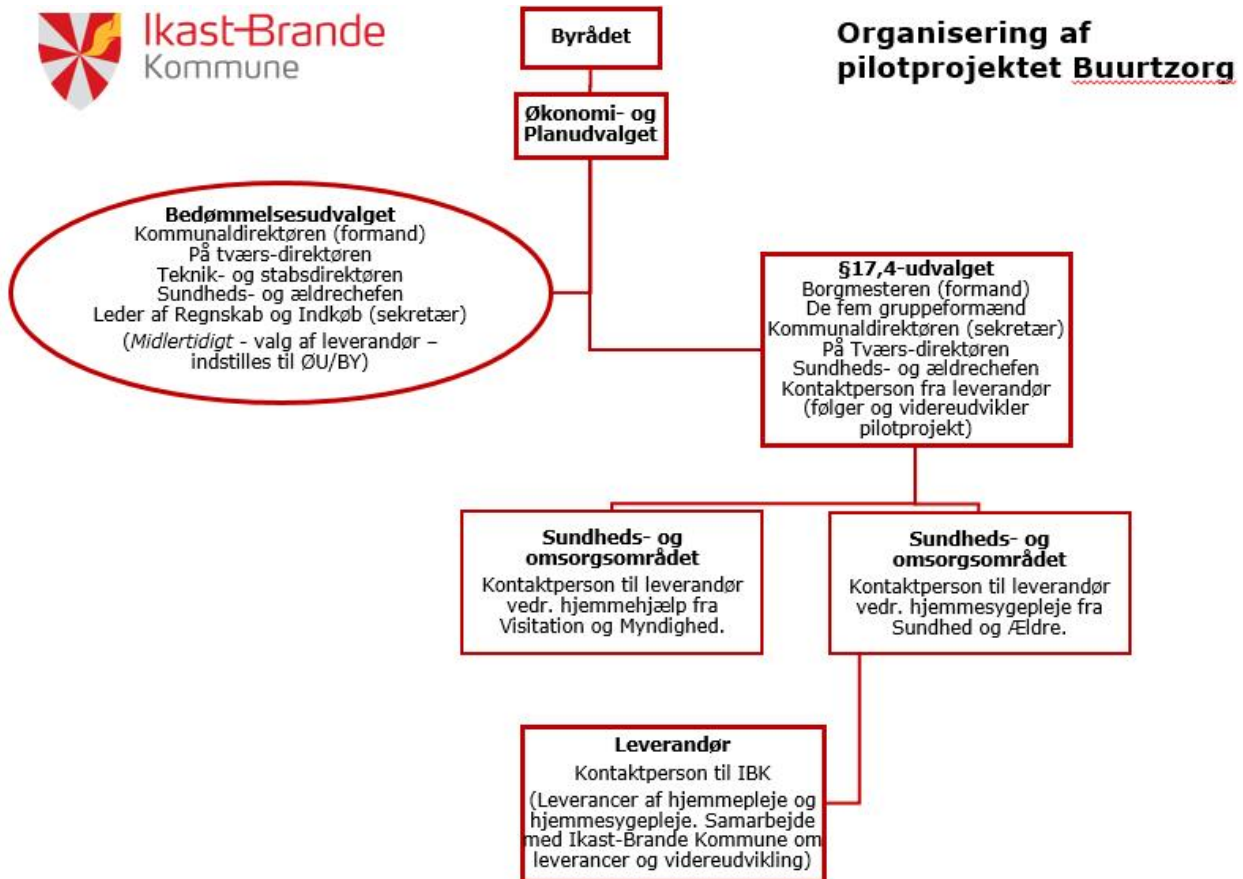 Ikast-Brande
Kommune
Byrådet
Organisering af
pilotprojektet Buurtzorg
Økonomi- og
Planudvalget
Bedømmelsesudvalget
Kommunaldirektøren (formand)
På tværs-direktøren
Teknik- og stabsdirektøren
Sundheds- og ældrechefen
Leder af Regnskab og Indkøb (sekretær)
(Midlertidigt - valg af leverandør –
indstilles til ØU/BY)
§17,4-udvalget
Borgmesteren (formand)
De fem gruppeformænd
Kommunaldirektøren (sekretær)
På Tværs-direktøren
Sundheds- og ældrechefen
Kontaktperson fra leverandør
(følger og videreudvikler
pilotprojekt)
Sundheds- og
omsorgsområdet
Kontaktperson til leverandør
vedr. hjemmehjælp fra
Visitation og Myndighed.
Sundheds- og
omsorgsområdet
Kontaktperson til leverandør
vedr. hjemmesygepleje fra
Sundhed og Ældre.
Leverandør
Kontaktperson til IBK
(Leverancer af hjemmepleje og
hjemmesygepleje. Samarbejde
med Ikast-Brande Kommune om
leverancer og videreudvikling)